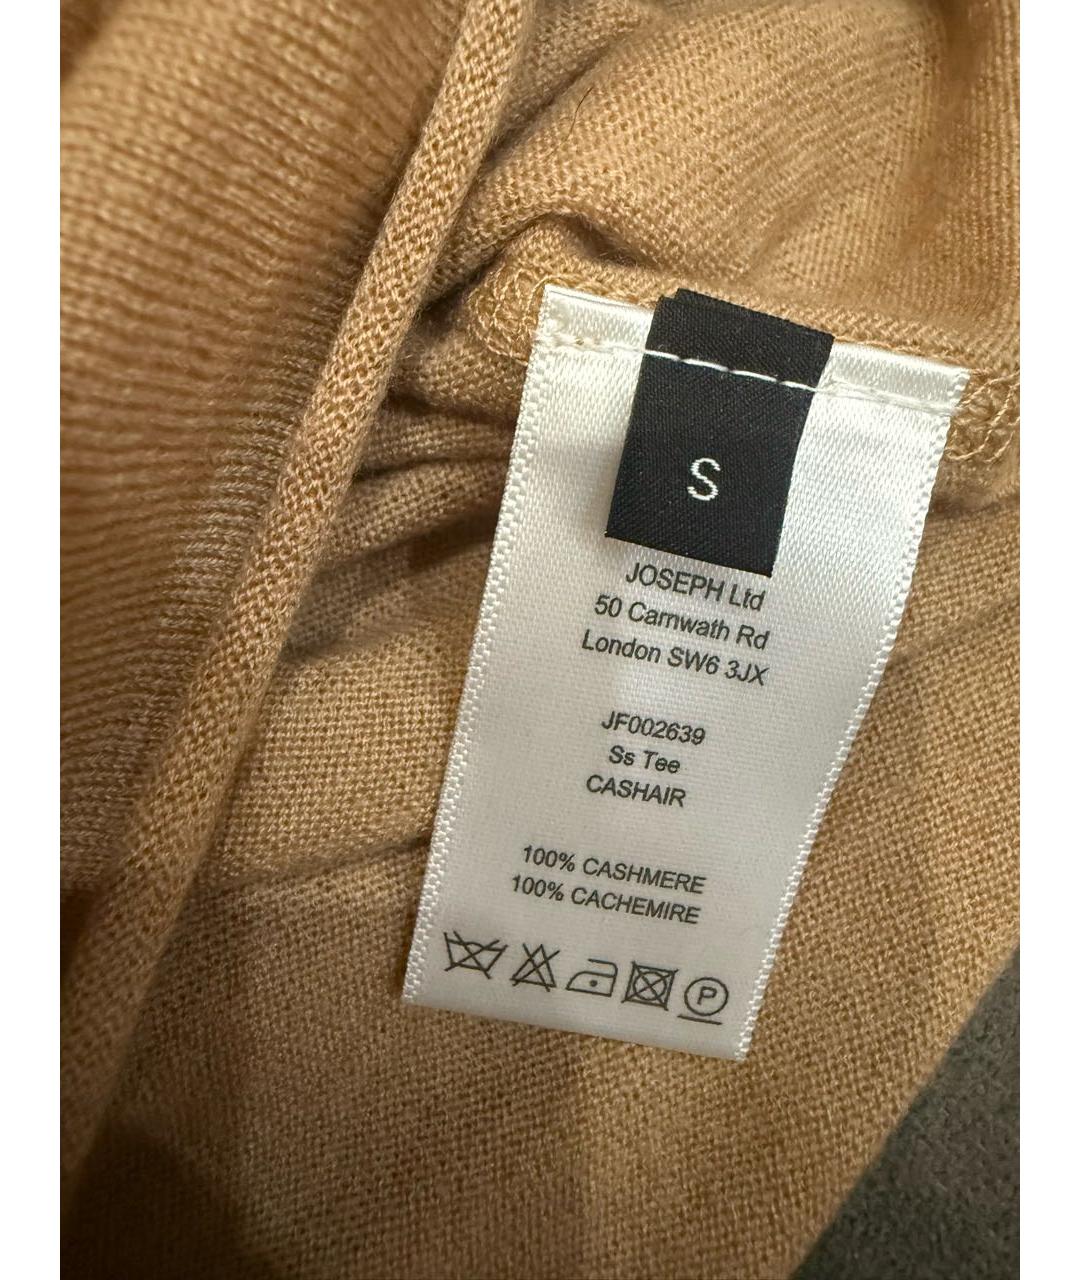 S
JOSEPH Ltd
50 Carnwath Rd
London SW6 3JX
JF002639
Ss Tee
CASHAIR
100% CASHMERE
100% CACHEMIRE
P